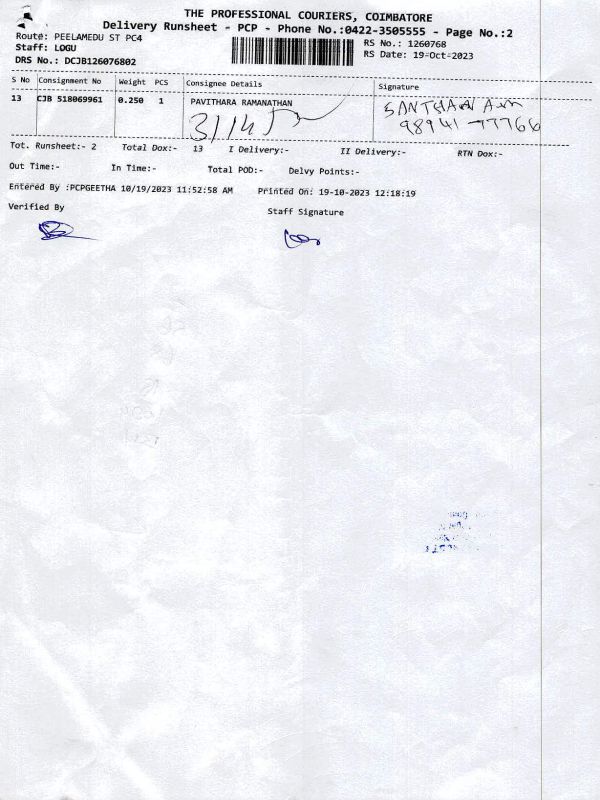 THE PROFESSIONAL COURIERS, COIMBATORE
Delivery Runsheet - PCP - Phone No.:0422-3505555 - Page No.:2
Route: PEELAMEDU ST PC4
RS No.: 1260768
Staff: LOGU
RS Date: 19-Oct-2023
DRS No.: DCJB126076802
S No Consignment No Weight PCS Consignee Details Signature
13 CJB 518069961 0.250 1 PAVITHARA RAMANATHAN
98941-77766
Tot. Runsheet:- 2 Total Dox:- 13 I Delivery:- II Delivery:- RTN Dox:-
Out Time:- In Time:- Total POD:- Delvy Points:-
Entered By :PCPGEETHA 10/19/2023 11:52:58 AM Printed On: 19-10-2023 12:18:19
Verified By Staff Signature